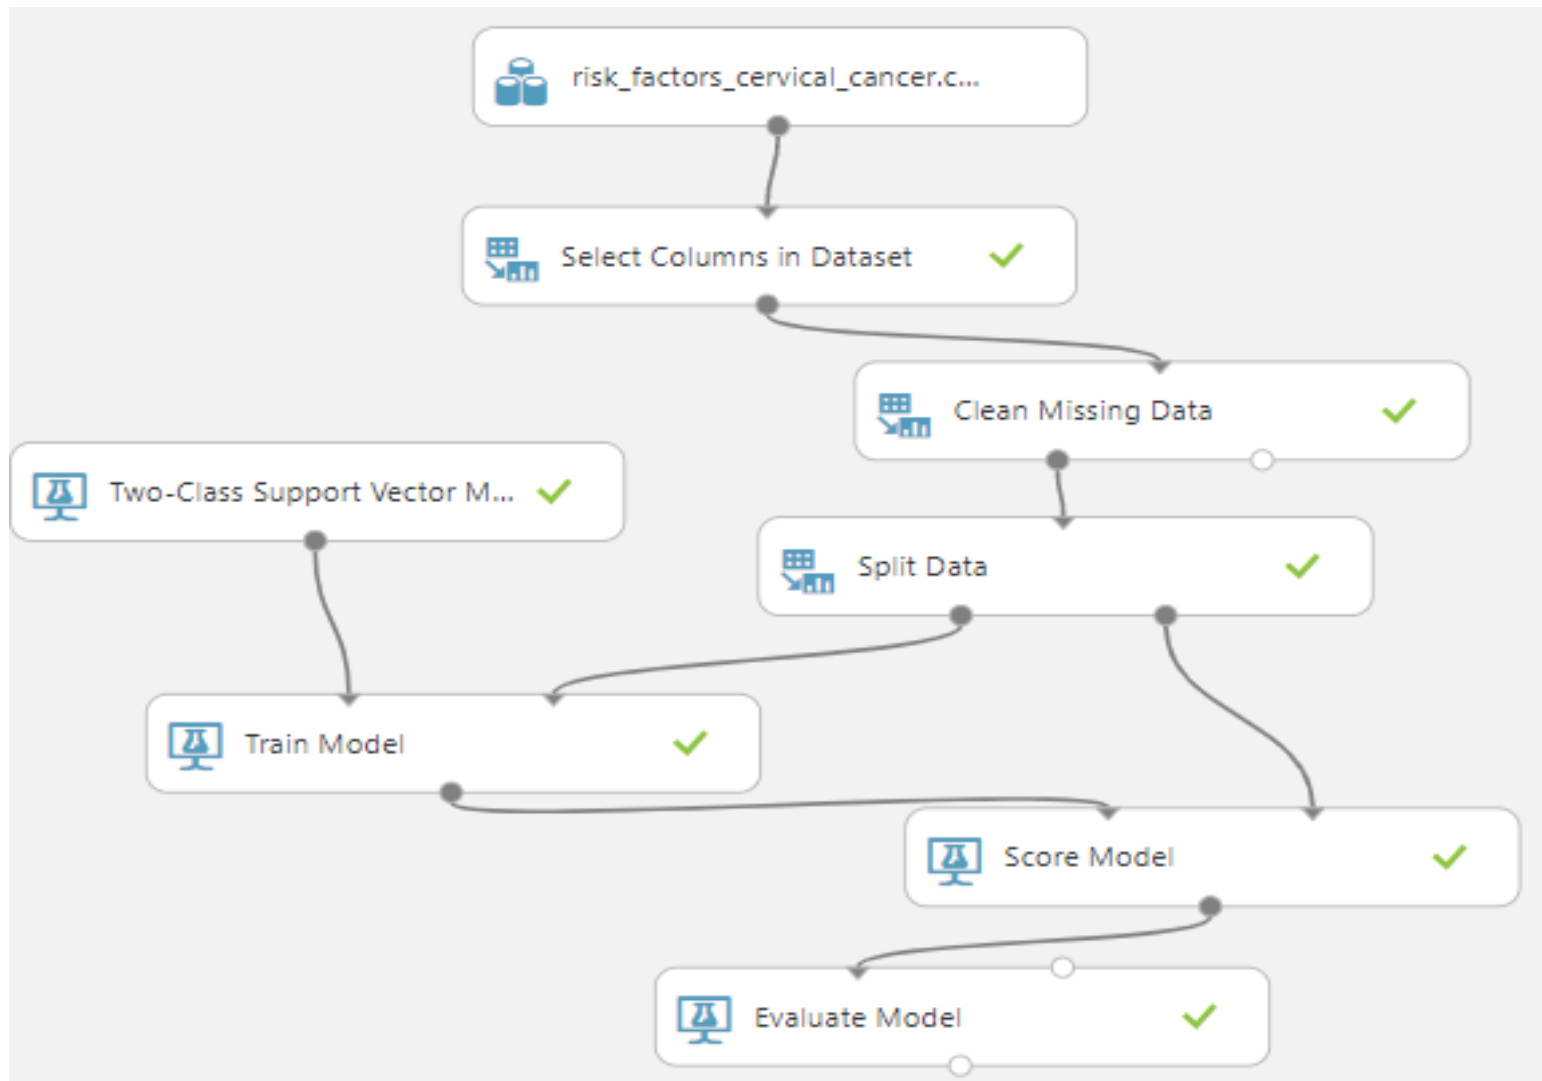 risk_factors_cervical_cancer.c...
Select Columns in Dataset
Clean Missing Data
Two-Class Support Vector M...
Split Data
Train Model
Score Model
Evaluate Model